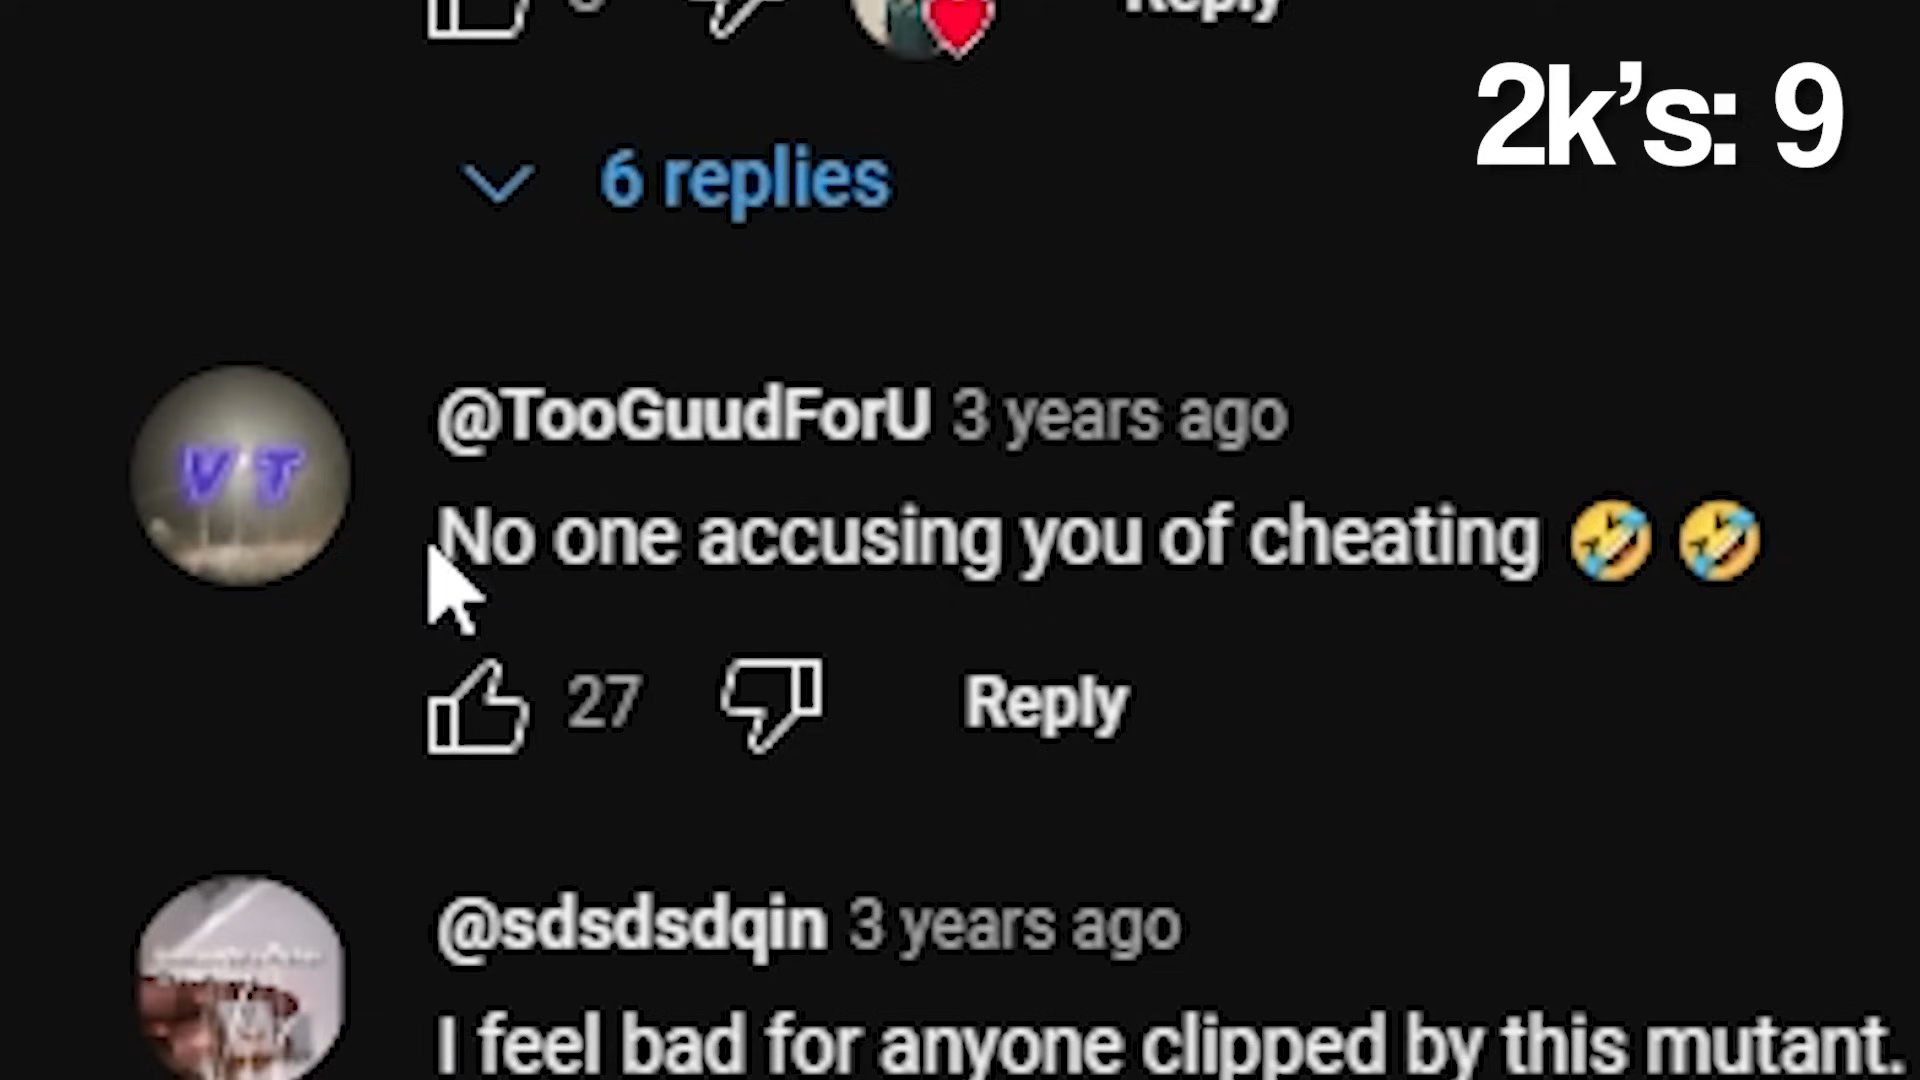 Reply
2k’s: 9
6 replies
@TooGuudForU 3 years ago
V T
No one accusing you of cheating 🤣 🤣
27 Reply
@sdsdsdqin 3 years ago
I feel bad for anyone clipped by this mutant.